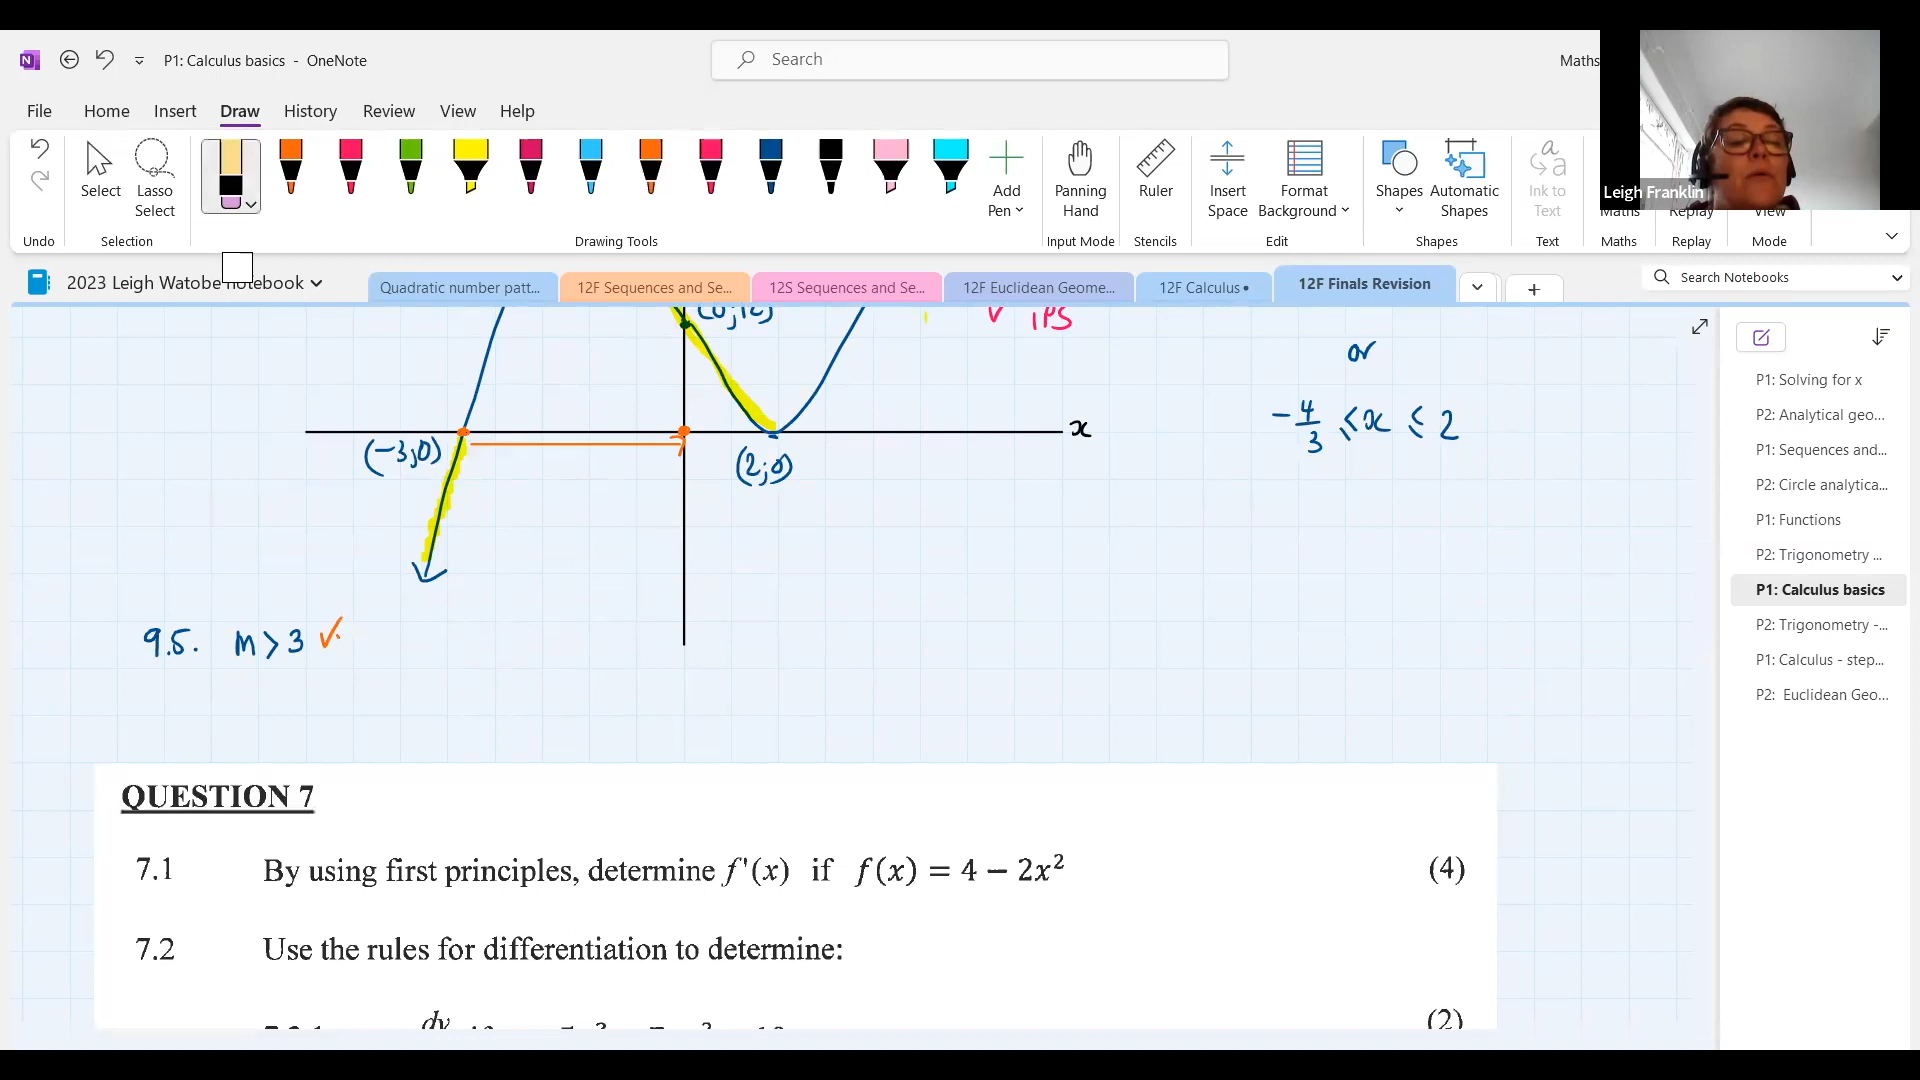 P1: Calculus basics - OneNote
Search
Maths
Leigh Franklin
File Home Insert Draw History Review View Help
Select
Lasso Select
Add Pen
Panning Hand
Ruler
Insert Space
Format Background
Shapes
Automatic Shapes
Ink to Text
Maths
Replay
View
Undo
Selection
Drawing Tools
Input Mode
Stencils
Edit
Shapes
Text
Maths
Replay
Mode
2023 Leigh Watobe notebook
Quadratic number patt...
12F Sequences and Se...
12S Sequences and Se...
12F Euclidean Geome...
12F Calculus
12F Finals Revision
+
Search Notebooks
P1: Solving for x
P2: Analytical geo...
P1: Sequences and...
P2: Circle analytica...
P1: Functions
P2: Trigonometry ...
P1: Calculus basics
P2: Trigonometry -...
P1: Calculus - step...
P2: Euclidean Geo...
(0;12)
✓ IPS
or
-4/3 ≤ x ≤ 2
x
(-3;0)
(2;0)
9.5. m > 3 ✓
QUESTION 7
7.1 By using first principles, determine f'(x) if f(x) = 4 − 2x² (4)
7.2 Use the rules for differentiation to determine:
dy (2)